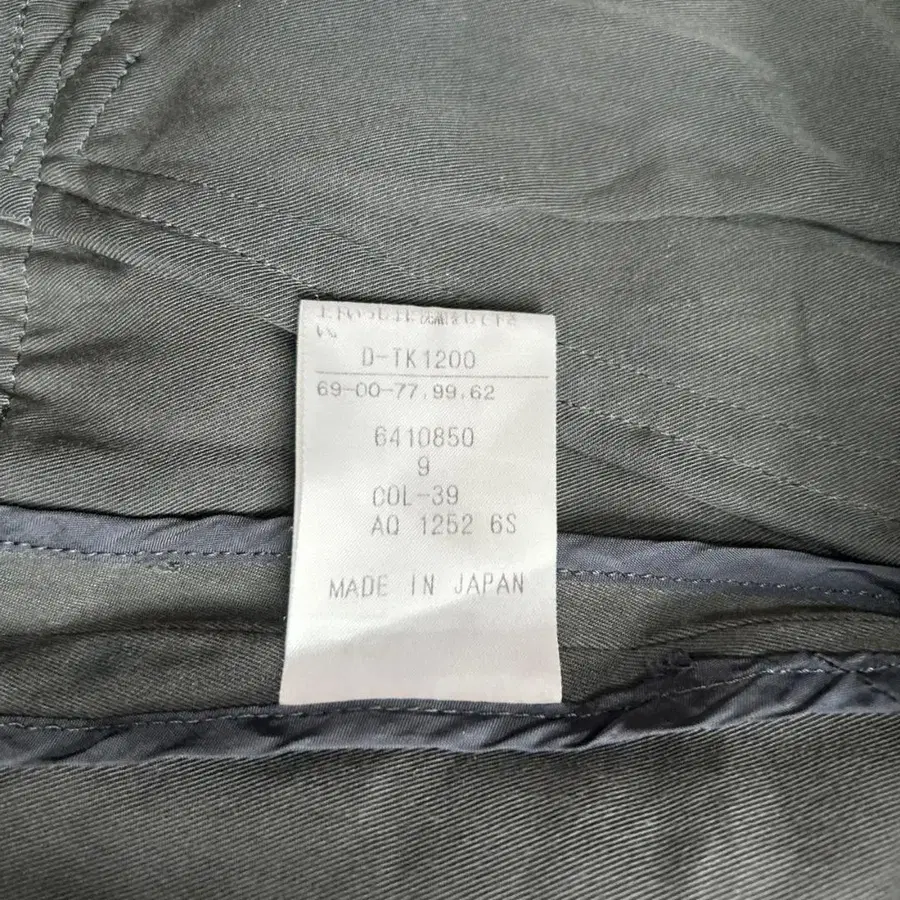 D-TK1200
69-00-77,99,62
6410850
9
COL-39
AQ 1252 6S
MADE IN JAPAN